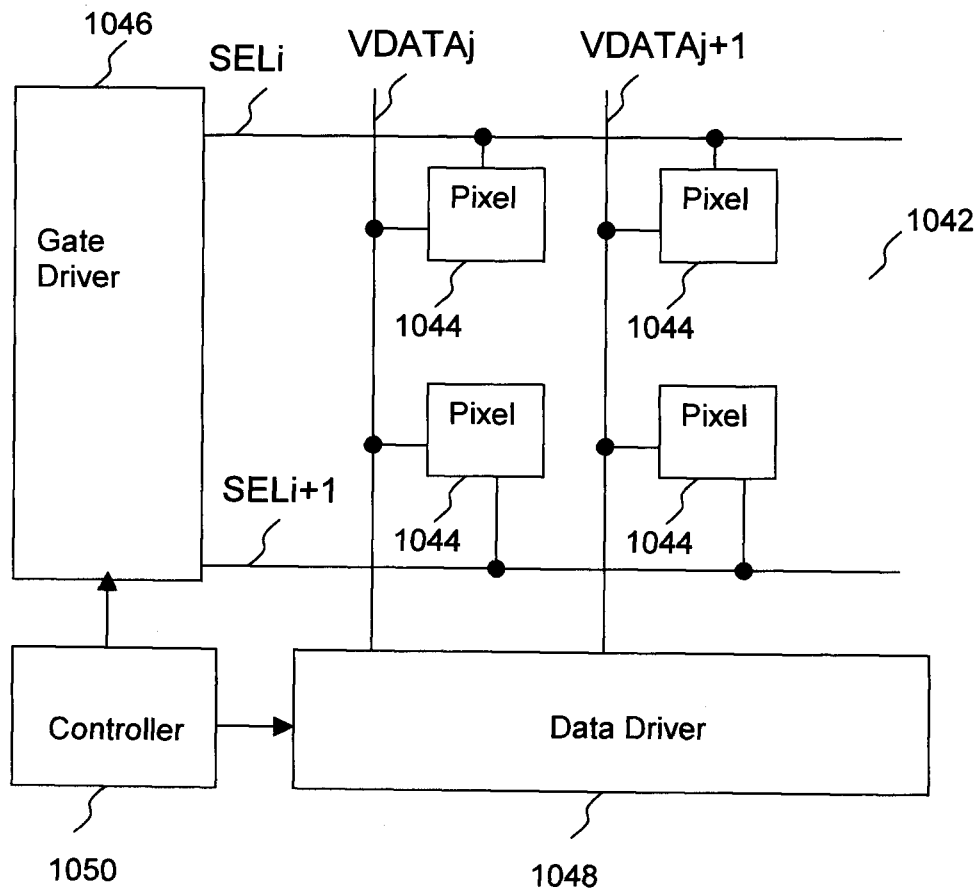 1046
SELi
VDATAj
VDATAj+1
Pixel
Pixel
1042
Gate
Driver
1044
1044
Pixel
Pixel
SELi+1
1044
1044
Controller
Data Driver
1050
1048